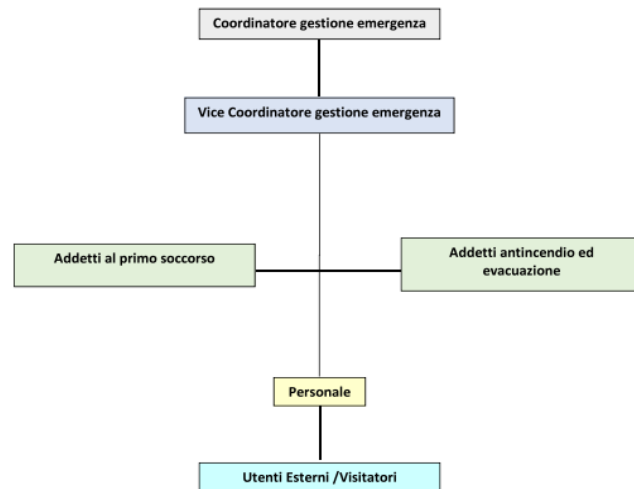 Coordinatore gestione emergenza
Vice Coordinatore gestione emergenza
Addetti al primo soccorso
Addetti antincendio ed
evacuazione
Personale
Utenti Esterni /Visitatori